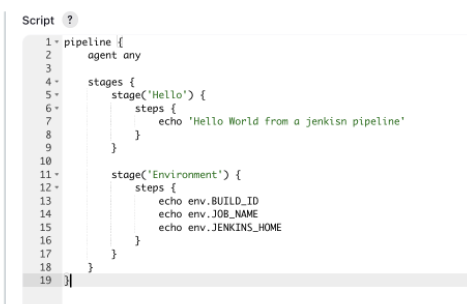 Script ?
1 pipeline {
2     agent any
3
4     stages {
5         stage('Hello') {
6             steps {
7                 echo 'Hello World from a jenkisn pipeline'
8             }
9         }
10
11         stage('Environment') {
12             steps {
13                 echo env.BUILD_ID
14                 echo env.JOB_NAME
15                 echo env.JENKINS_HOME
16             }
17         }
18     }
19 }